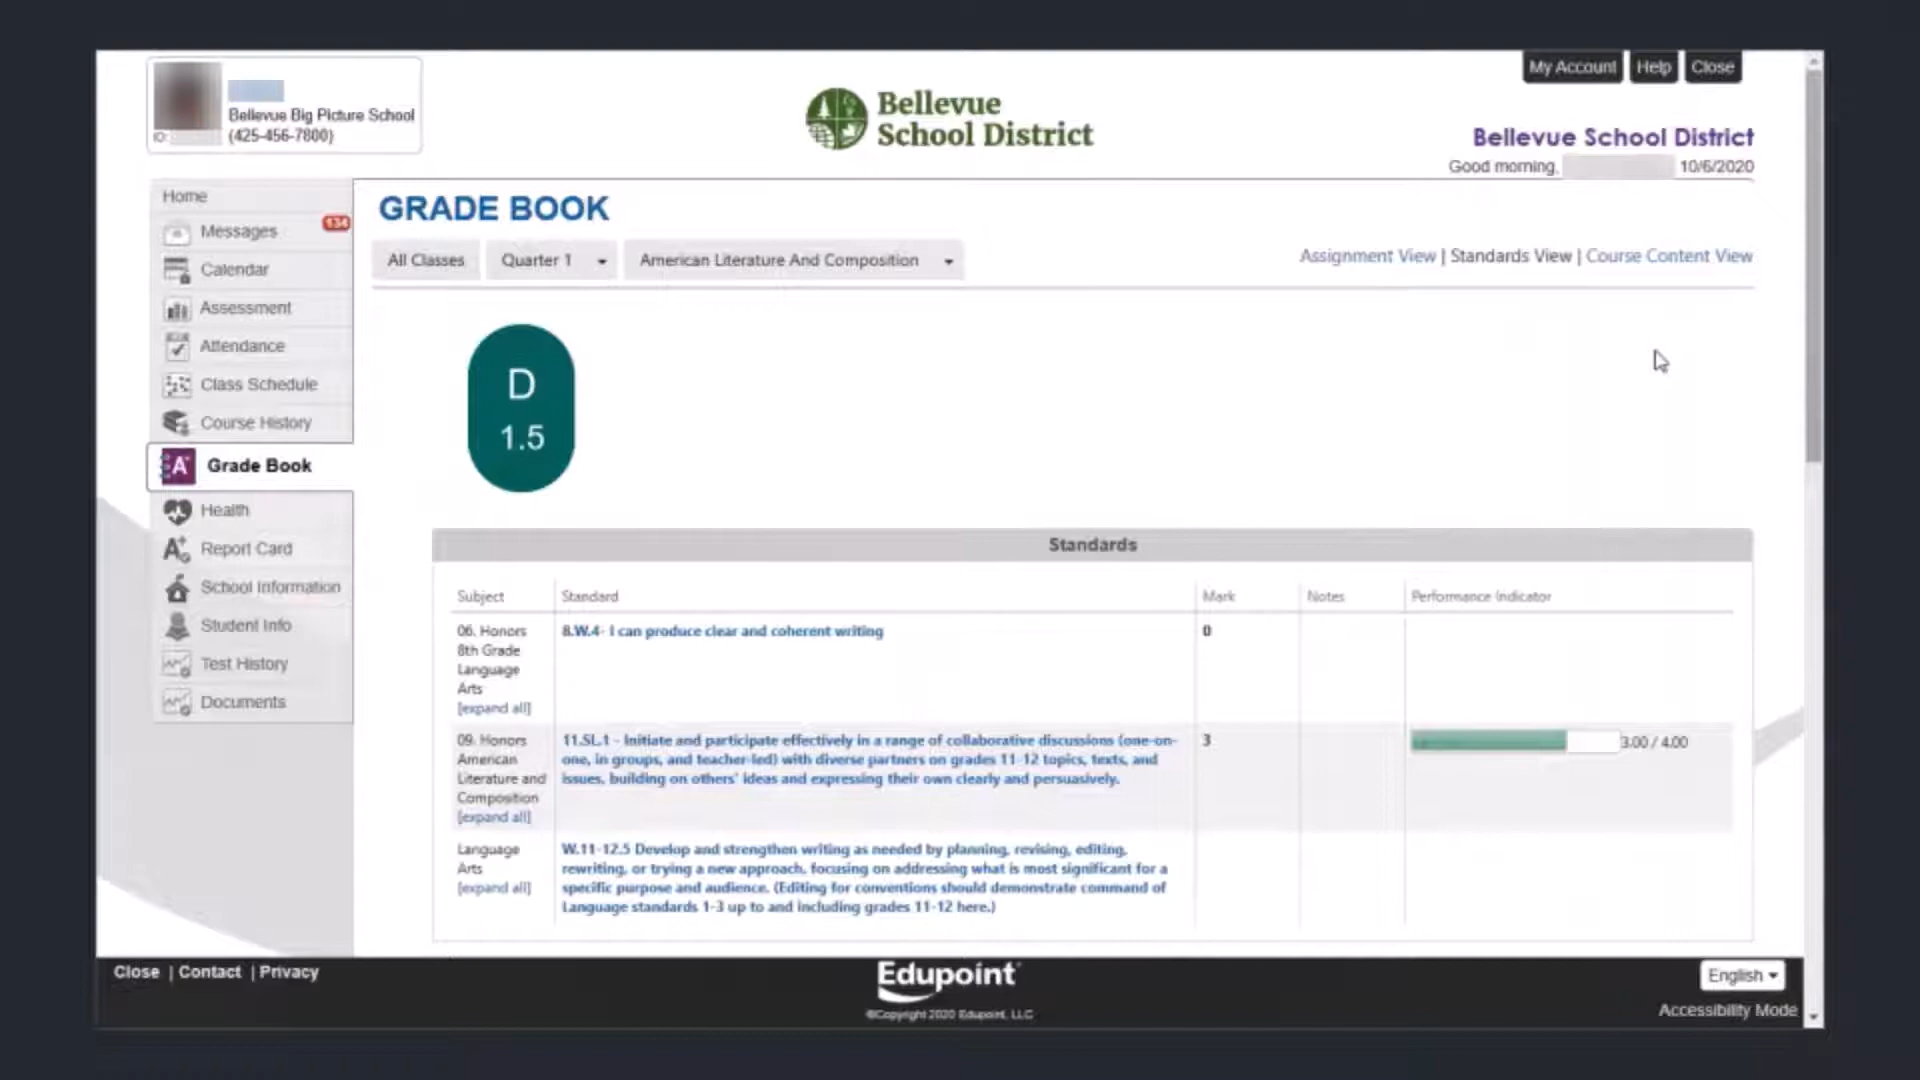 My Account Help Close
Bellevue Big Picture School
ID: (425-456-7800)
Bellevue
School District
Bellevue School District
Good morning, 10/6/2020
Home
Messages 134
Calendar
Assessment
Attendance
Class Schedule
Course History
Grade Book
Health
Report Card
School Information
Student Info
Test History
Documents
GRADE BOOK
All Classes Quarter 1 American Literature And Composition
Assignment View | Standards View | Course Content View
D
1.5
Standards
Subject Standard Mark Notes Performance Indicator
06. Honors
8th Grade
Language
Arts
[expand all]
8.W.4- I can produce clear and coherent writing
0
09. Honors
American
Literature and
Composition
[expand all]
11.SL.1 - Initiate and participate effectively in a range of collaborative discussions (one-on-
one, in groups, and teacher-led) with diverse partners on grades 11-12 topics, texts, and
issues, building on others' ideas and expressing their own clearly and persuasively.
3
3.00 / 4.00
Language
Arts
[expand all]
W.11-12.5 Develop and strengthen writing as needed by planning, revising, editing,
rewriting, or trying a new approach, focusing on addressing what is most significant for a
specific purpose and audience. (Editing for conventions should demonstrate command of
Language standards 1-3 up to and including grades 11-12 here.)
Close | Contact | Privacy
Edupoint
©Copyright 2020 Edupoint, LLC
English
Accessibility Mode